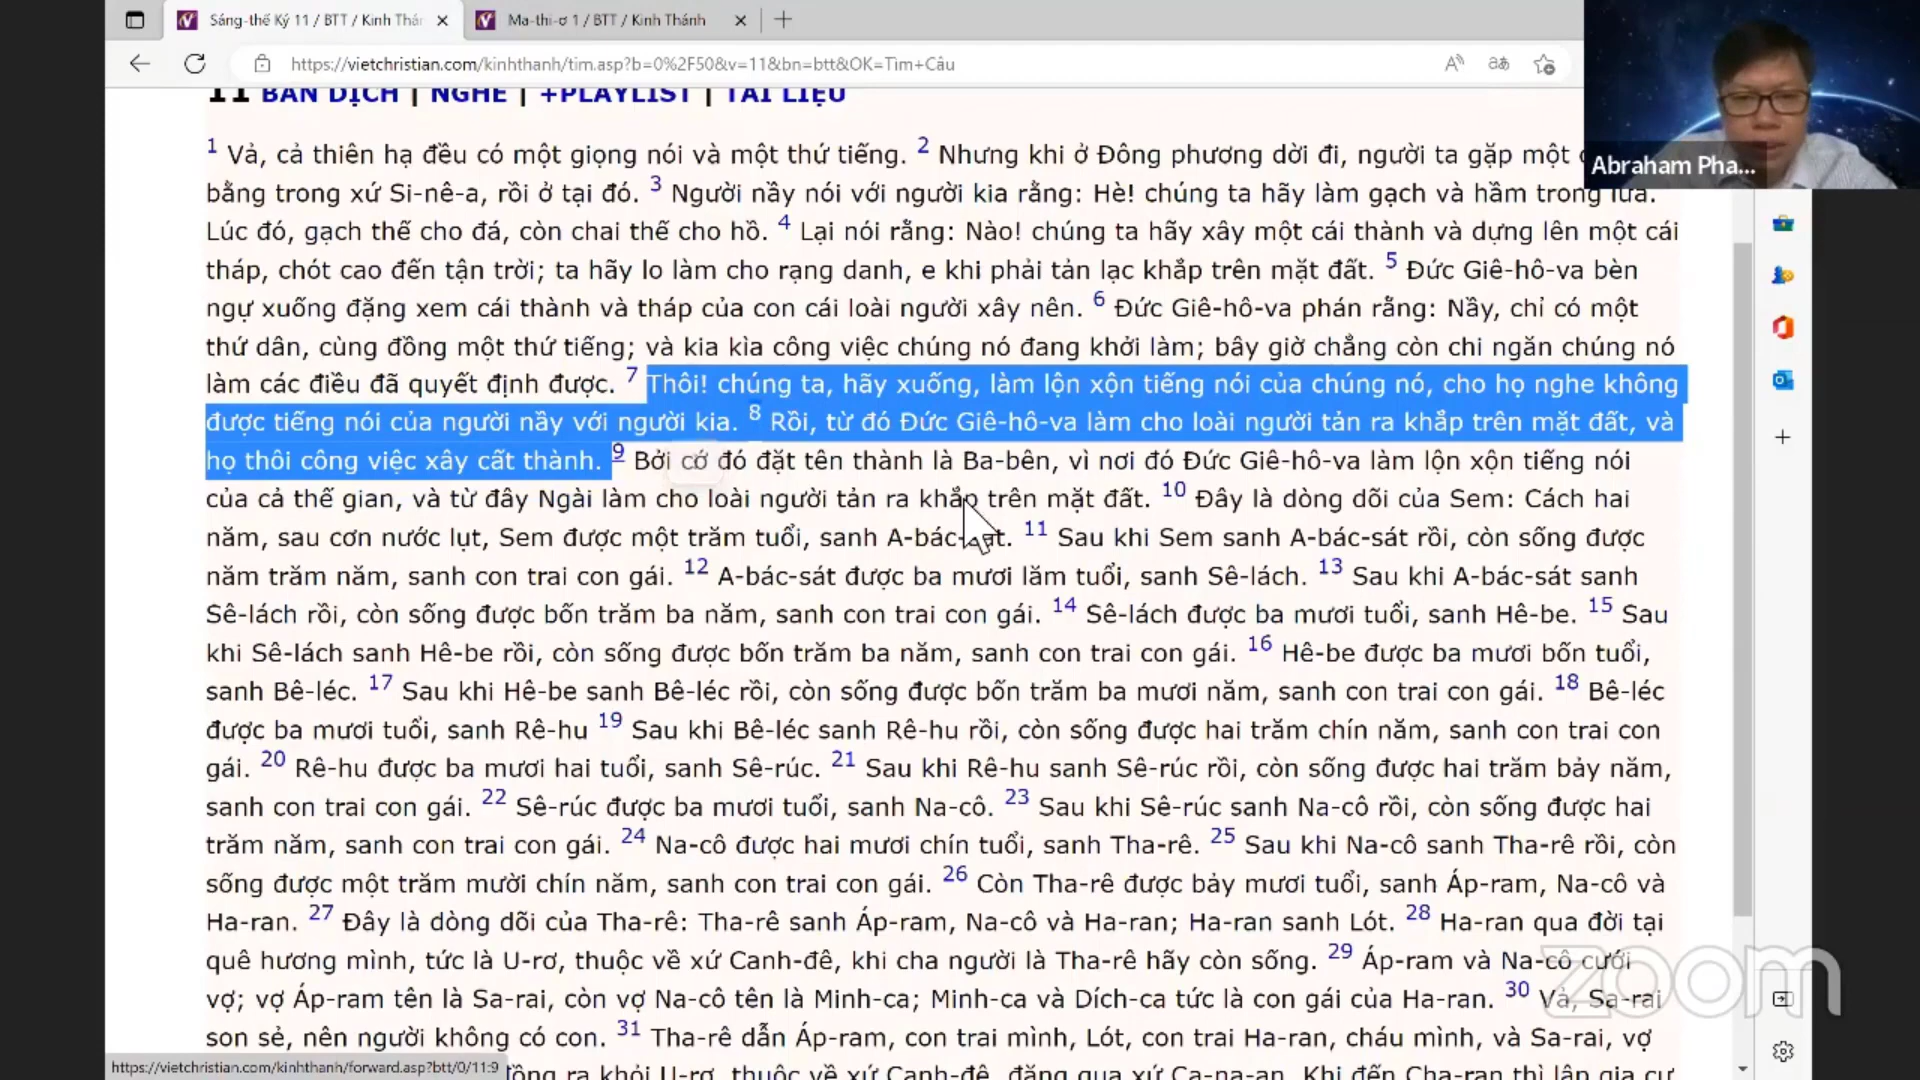 Sáng-thế Ký 11 / BTT / Kinh Thán
Ma-thi-ơ 1 / BTT / Kinh Thánh
https://vietchristian.com/kinhthanh/tim.asp?b=0%2F50&v=11&bn=btt&OK=Tìm+Câu
11 BẢN DỊCH | NGHE | +PLAYLIST | TÀI LIỆU
Abraham Pha...
1 Vả, cả thiên hạ đều có một giọng nói và một thứ tiếng. 2 Nhưng khi ở Đông phương dời đi, người ta gặp một
bằng trong xứ Si-nê-a, rồi ở tại đó. 3 Người nầy nói với người kia rằng: Hè! chúng ta hãy làm gạch và hầm trong lửa.
Lúc đó, gạch thế cho đá, còn chai thế cho hồ. 4 Lại nói rằng: Nào! chúng ta hãy xây một cái thành và dựng lên một cái
tháp, chót cao đến tận trời; ta hãy lo làm cho rạng danh, e khi phải tản lạc khắp trên mặt đất. 5 Đức Giê-hô-va bèn
ngự xuống đặng xem cái thành và tháp của con cái loài người xây nên. 6 Đức Giê-hô-va phán rằng: Nầy, chỉ có một
thứ dân, cùng đồng một thứ tiếng; và kia kìa công việc chúng nó đang khởi làm; bây giờ chẳng còn chi ngăn chúng nó
làm các điều đã quyết định được. 7 Thôi! chúng ta, hãy xuống, làm lộn xộn tiếng nói của chúng nó, cho họ nghe không
được tiếng nói của người nầy với người kia. 8 Rồi, từ đó Đức Giê-hô-va làm cho loài người tản ra khắp trên mặt đất, và
họ thôi công việc xây cất thành. 9 Bởi cớ đó đặt tên thành là Ba-bên, vì nơi đó Đức Giê-hô-va làm lộn xộn tiếng nói
của cả thế gian, và từ đây Ngài làm cho loài người tản ra khắp trên mặt đất. 10 Đây là dòng dõi của Sem: Cách hai
năm, sau cơn nước lụt, Sem được một trăm tuổi, sanh A-bác-sát. 11 Sau khi Sem sanh A-bác-sát rồi, còn sống được
năm trăm năm, sanh con trai con gái. 12 A-bác-sát được ba mươi lăm tuổi, sanh Sê-lách. 13 Sau khi A-bác-sát sanh
Sê-lách rồi, còn sống được bốn trăm ba năm, sanh con trai con gái. 14 Sê-lách được ba mươi tuổi, sanh Hê-be. 15 Sau
khi Sê-lách sanh Hê-be rồi, còn sống được bốn trăm ba năm, sanh con trai con gái. 16 Hê-be được ba mươi bốn tuổi,
sanh Bê-léc. 17 Sau khi Hê-be sanh Bê-léc rồi, còn sống được bốn trăm ba mươi năm, sanh con trai con gái. 18 Bê-léc
được ba mươi tuổi, sanh Rê-hu 19 Sau khi Bê-léc sanh Rê-hu rồi, còn sống được hai trăm chín năm, sanh con trai con
gái. 20 Rê-hu được ba mươi hai tuổi, sanh Sê-rúc. 21 Sau khi Rê-hu sanh Sê-rúc rồi, còn sống được hai trăm bảy năm,
sanh con trai con gái. 22 Sê-rúc được ba mươi tuổi, sanh Na-cô. 23 Sau khi Sê-rúc sanh Na-cô rồi, còn sống được hai
trăm năm, sanh con trai con gái. 24 Na-cô được hai mươi chín tuổi, sanh Tha-rê. 25 Sau khi Na-cô sanh Tha-rê rồi, còn
sống được một trăm mười chín năm, sanh con trai con gái. 26 Còn Tha-rê được bảy mươi tuổi, sanh Áp-ram, Na-cô và
Ha-ran. 27 Đây là dòng dõi của Tha-rê: Tha-rê sanh Áp-ram, Na-cô và Ha-ran; Ha-ran sanh Lót. 28 Ha-ran qua đời tại
quê hương mình, tức là U-rơ, thuộc về xứ Canh-đê, khi cha người là Tha-rê hãy còn sống. 29 Áp-ram và Na-cô cưới
vợ; vợ Áp-ram tên là Sa-rai, còn vợ Na-cô tên là Minh-ca; Minh-ca và Dích-ca tức là con gái của Ha-ran. 30 Vả, Sa-rai
son sẻ, nên người không có con. 31 Tha-rê dẫn Áp-ram, con trai mình, Lót, con trai Ha-ran, cháu mình, và Sa-rai, vợ
ra khỏi U-rơ, thuộc về xứ Canh-đê, đặng qua xứ Ca-na-an. Khi đến Cha-ran thì lập gia cư
https://vietchristian.com/kinhthanh/forward.asp?btt/0/11:9
zoom